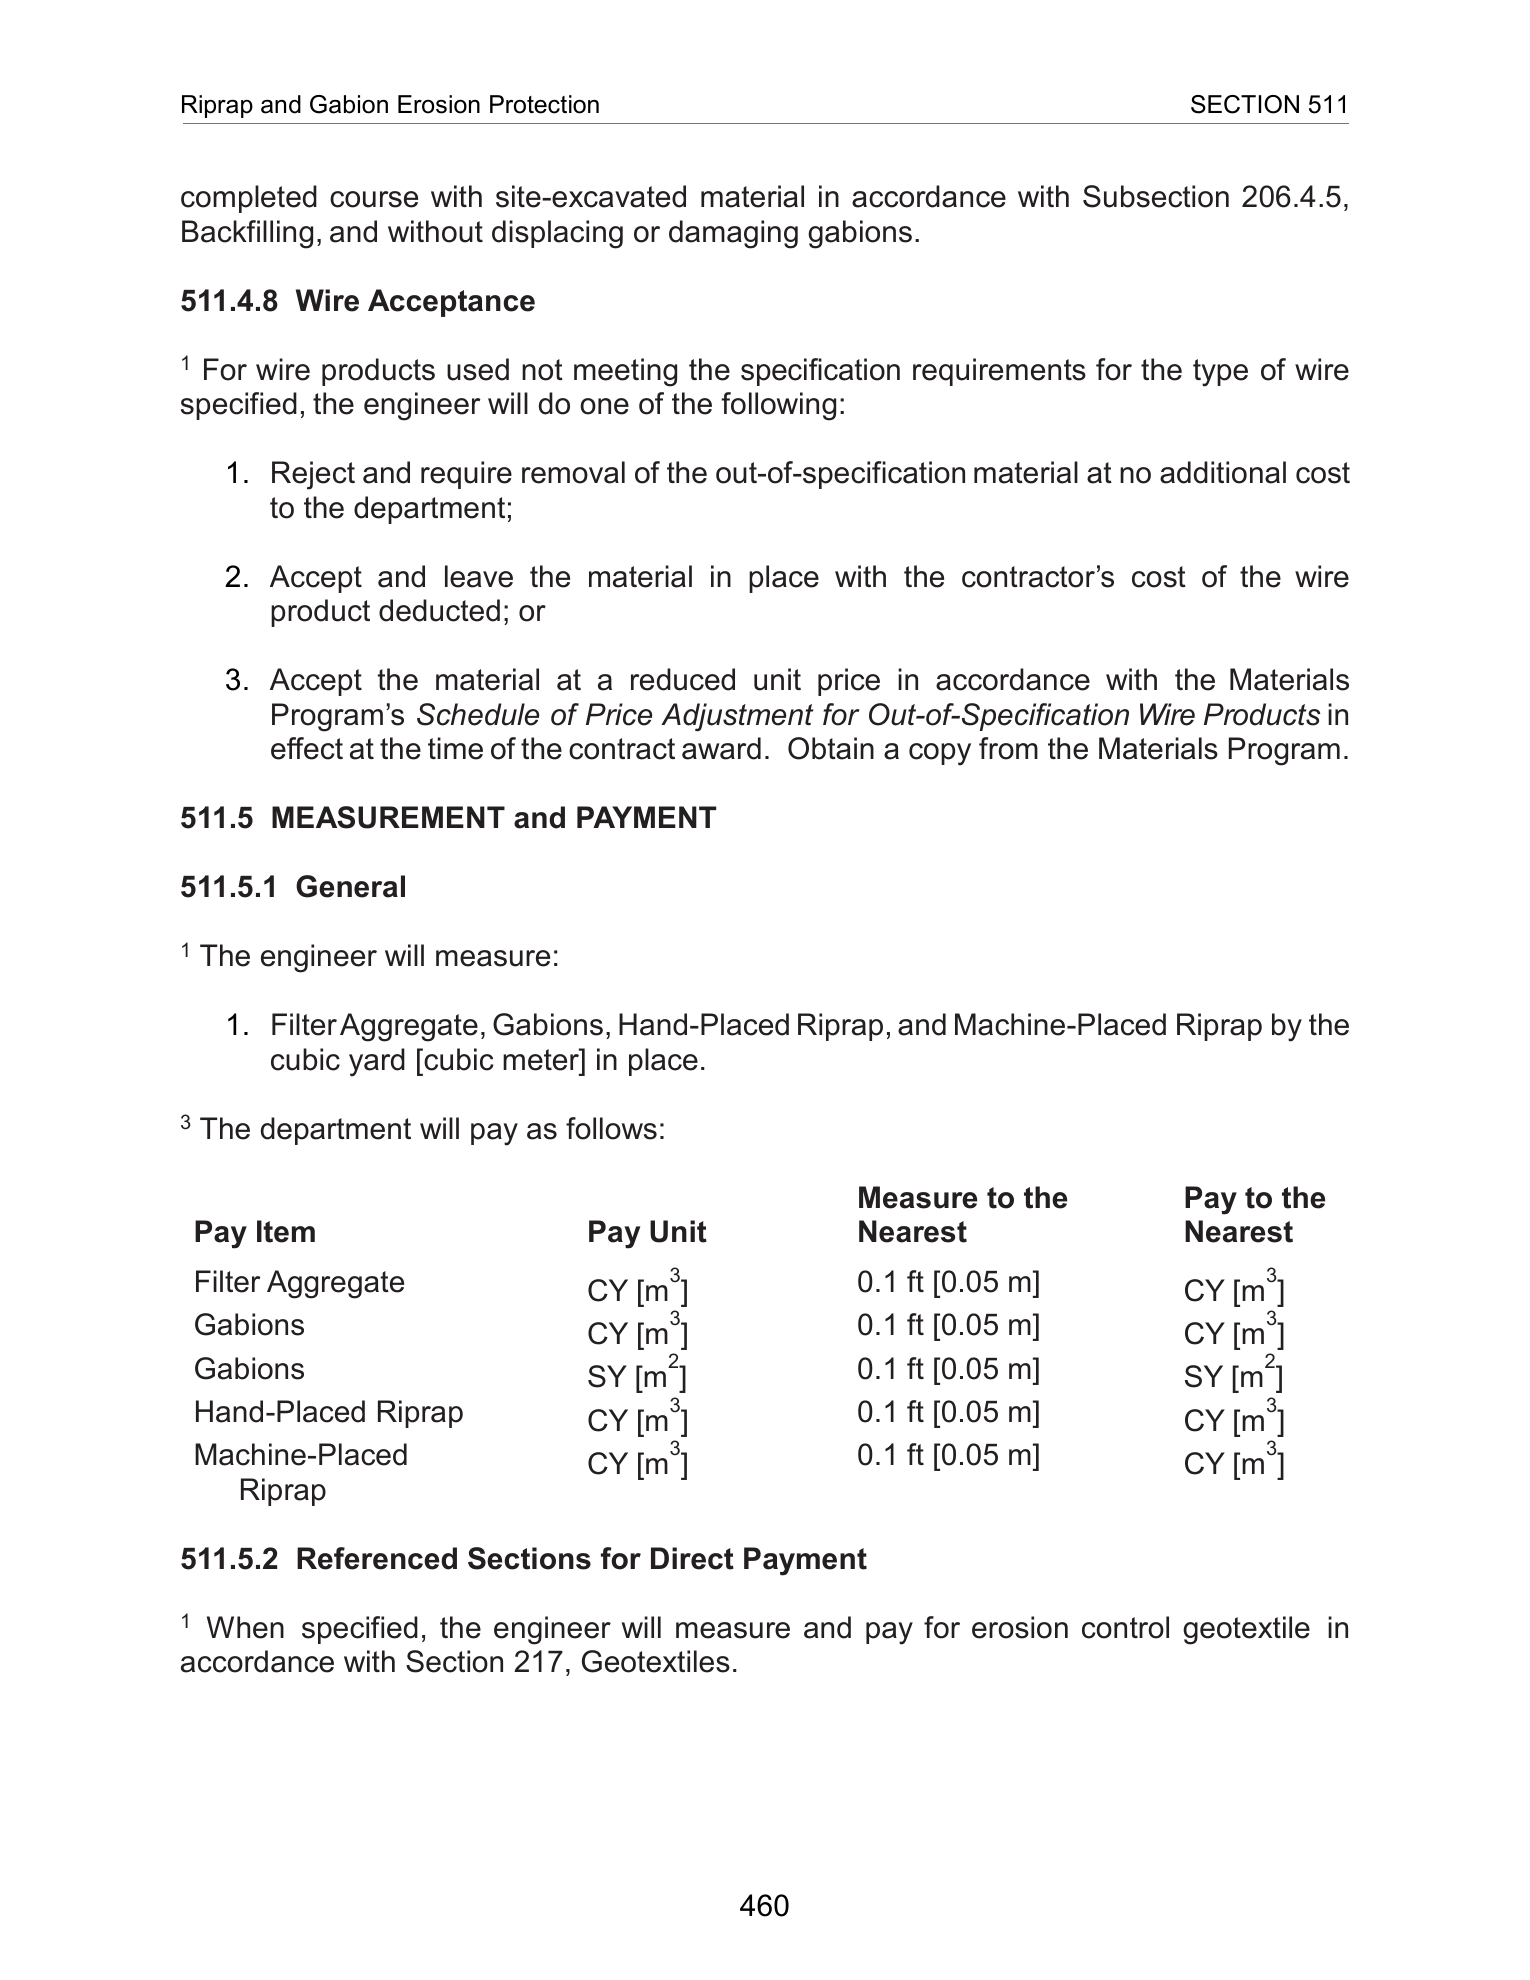 Riprap and Gabion Erosion Protection SECTION 511
completed course with site-excavated material in accordance with Subsection 206.4.5,
Backfilling, and without displacing or damaging gabions.
511.4.8 Wire Acceptance
1 For wire products used not meeting the specification requirements for the type of wire
specified, the engineer will do one of the following:
1. Reject and require removal of the out-of-specification material at no additional cost
to the department;
2. Accept and leave the material in place with the contractor’s cost of the wire
product deducted; or
3. Accept the material at a reduced unit price in accordance with the Materials
Program’s Schedule of Price Adjustment for Out-of-Specification Wire Products in
effect at the time of the contract award. Obtain a copy from the Materials Program.
511.5 MEASUREMENT and PAYMENT
511.5.1 General
1 The engineer will measure:
1. Filter Aggregate, Gabions, Hand-Placed Riprap, and Machine-Placed Riprap by the
cubic yard [cubic meter] in place.
3 The department will pay as follows:
Measure to the Pay to the
Pay Item Pay Unit Nearest Nearest
Filter Aggregate CY [m3] 0.1 ft [0.05 m] CY [m3]
Gabions CY [m3] 0.1 ft [0.05 m] CY [m3]
Gabions SY [m2] 0.1 ft [0.05 m] SY [m2]
Hand-Placed Riprap CY [m3] 0.1 ft [0.05 m] CY [m3]
Machine-Placed CY [m3] 0.1 ft [0.05 m] CY [m3]
Riprap
511.5.2 Referenced Sections for Direct Payment
1 When specified, the engineer will measure and pay for erosion control geotextile in
accordance with Section 217, Geotextiles.
460